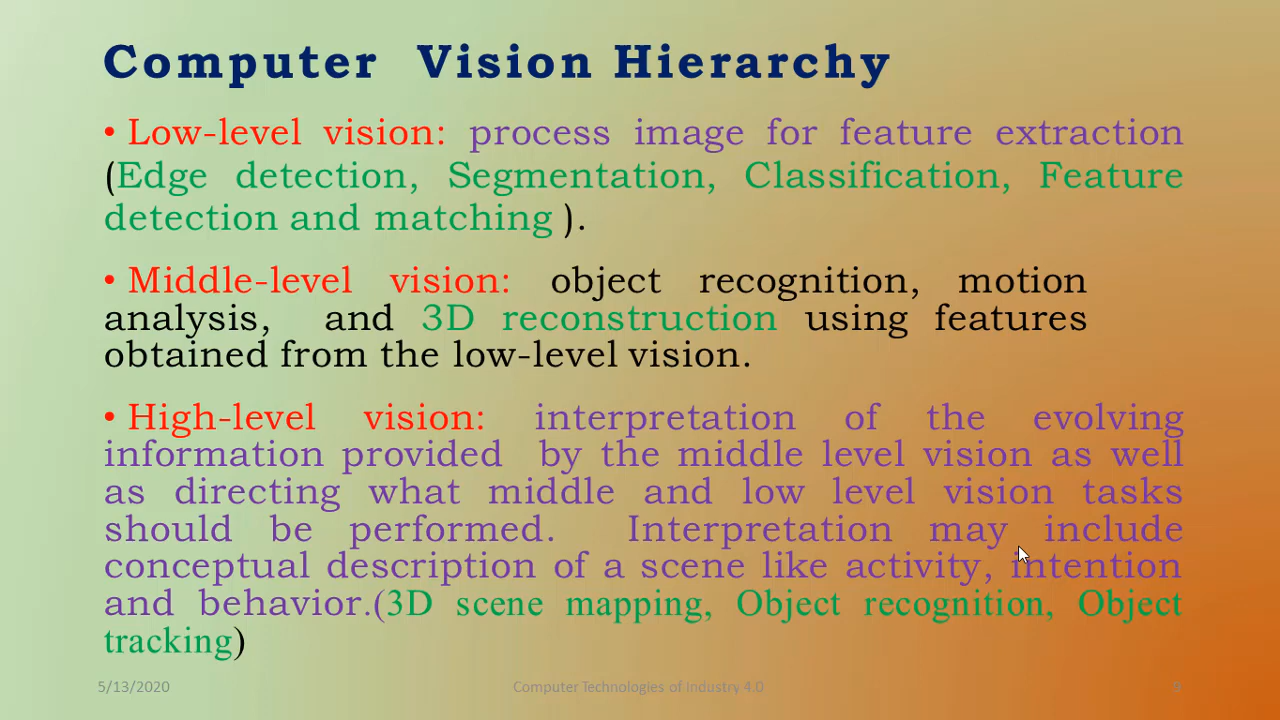 Computer Vision Hierarchy
• Low-level vision: process image for feature extraction
(Edge detection, Segmentation, Classification, Feature
detection and matching ).
• Middle-level vision: object recognition, motion
analysis, and 3D reconstruction using features
obtained from the low-level vision.
• High-level vision: interpretation of the evolving
information provided by the middle level vision as well
as directing what middle and low level vision tasks
should be performed. Interpretation may include
conceptual description of a scene like activity, intention
and behavior.(3D scene mapping, Object recognition, Object
tracking)
5/13/2020 Computer Technologies of Industry 4.0